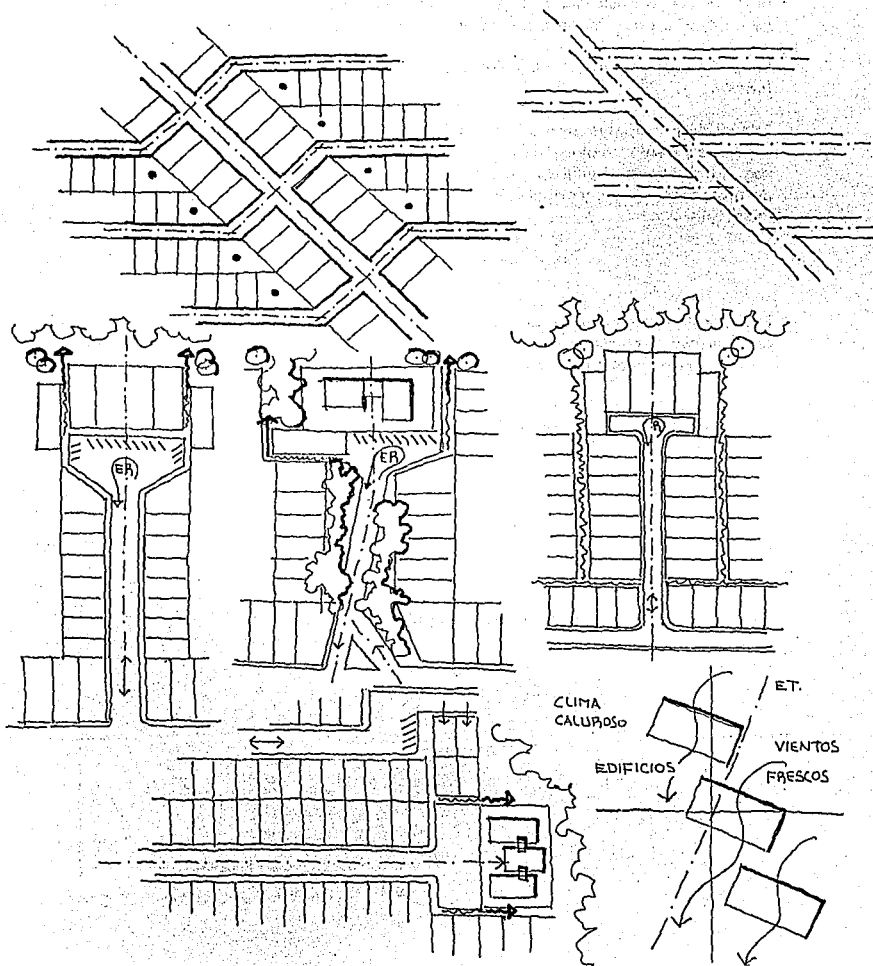 ER
ER
R
CLIMA
CALUROSO
ET.
EDIFICIOS
VIENTOS
FRESCOS